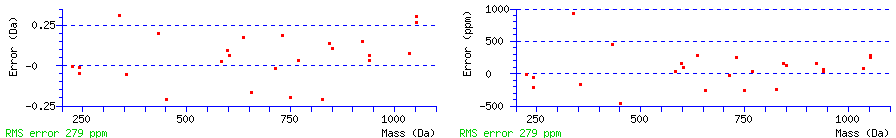 Error (Da)
0.25
-0
-0.25
250
500
750
1000
RMS error 279 ppm
Mass (Da)
Error (ppm)
1000
500
0
-500
250
500
750
1000
RMS error 279 ppm
Mass (Da)